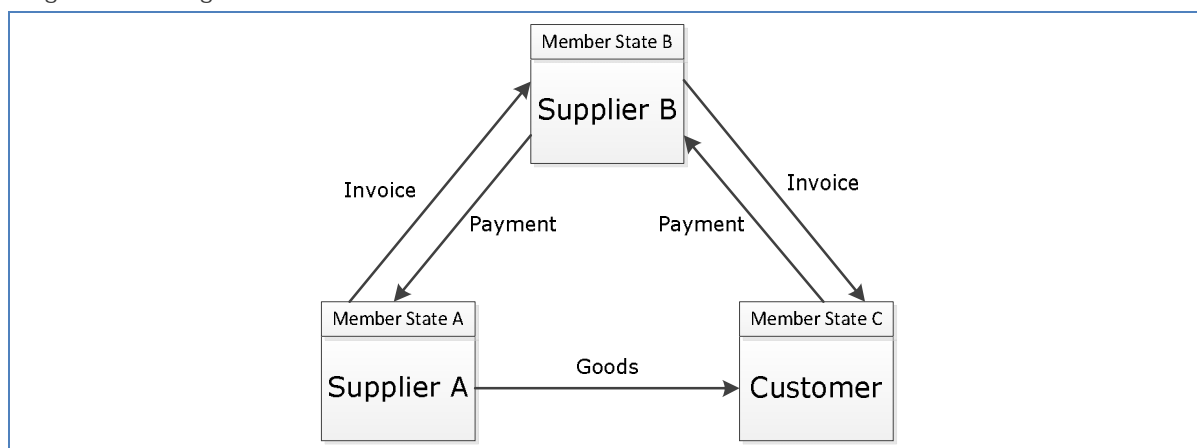 Member State B
Supplier B
Invoice
Invoice
Payment
Payment
Member State A
Member State C
Goods
Supplier A
Customer